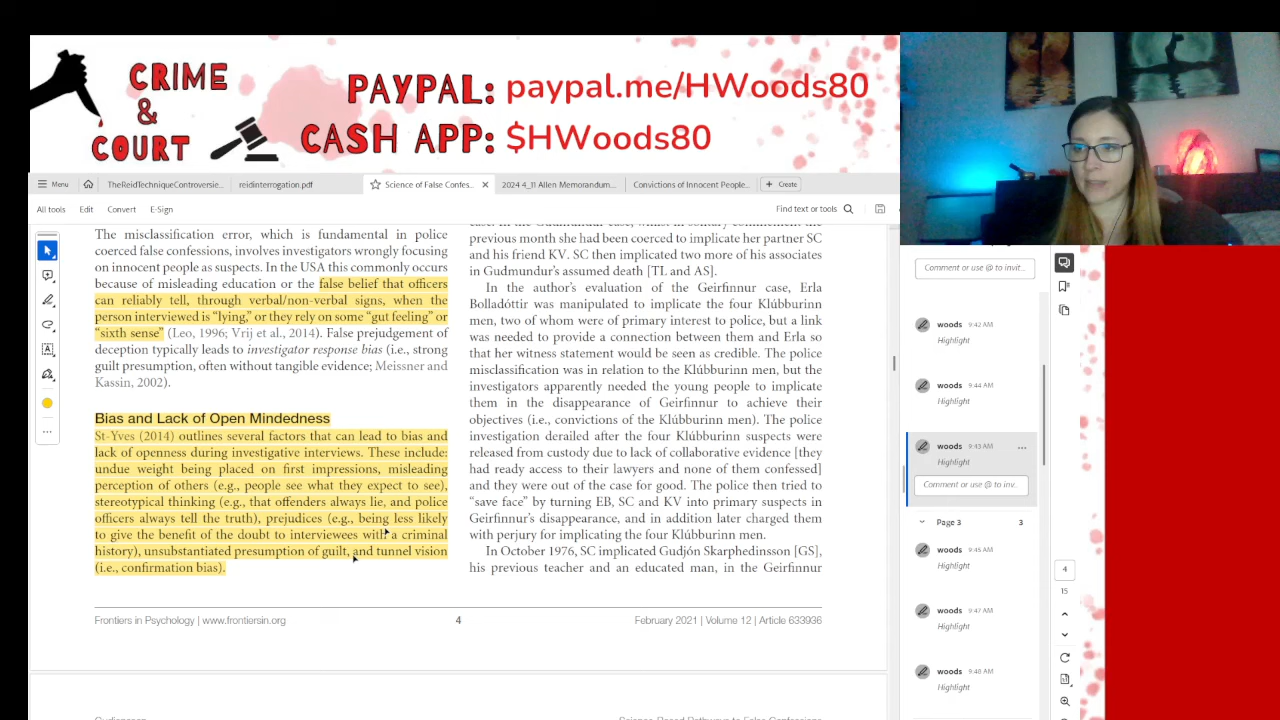 CRIME
&
COURT
PAYPAL: paypal.me/HWoods80
CASH APP: $HWoods80
Menu
TheReidTechniqueControversie...
reidinterrogation.pdf
Science of False Confes...
2024 4_11 Allen Memorandum...
Convictions of Innocent People...
Create
All tools Edit Convert E-Sign
Find text or tools
The misclassification error, which is fundamental in police
coerced false confessions, involves investigators wrongly focusing
on innocent people as suspects. In the USA this commonly occurs
because of misleading education or the false belief that officers
can reliably tell, through verbal/non-verbal signs, when the
person interviewed is “lying,” or they rely on some “gut feeling” or
“sixth sense” (Leo, 1996; Vrij et al., 2014). False prejudgement of
deception typically leads to investigator response bias (i.e., strong
guilt presumption, often without tangible evidence; Meissner and
Kassin, 2002).
Bias and Lack of Open Mindedness
St-Yves (2014) outlines several factors that can lead to bias and
lack of openness during investigative interviews. These include:
undue weight being placed on first impressions, misleading
perception of others (e.g., people see what they expect to see),
stereotypical thinking (e.g., that offenders always lie, and police
officers always tell the truth), prejudices (e.g., being less likely
to give the benefit of the doubt to interviewees with a criminal
history), unsubstantiated presumption of guilt, and tunnel vision
(i.e., confirmation bias).
previous month she had been coerced to implicate her partner SC
and his friend KV. SC then implicated two more of his associates
in Gudmundur’s assumed death [TL and AS].
In the author’s evaluation of the Geirfinnur case, Erla
Bolladóttir was manipulated to implicate the four Klúbburinn
men, two of whom were of primary interest to police, but a link
was needed to provide a connection between them and Erla so
that her witness statement would be seen as credible. The police
misclassification was in relation to the Klúbburinn men, but the
investigators apparently needed the young people to implicate
them in the disappearance of Geirfinnur to achieve their
objectives (i.e., convictions of the Klúbburinn men). The police
investigation derailed after the four Klúbburinn suspects were
released from custody due to lack of collaborative evidence [they
had ready access to their lawyers and none of them confessed]
and they were out of the case for good. The police then tried to
“save face” by turning EB, SC and KV into primary suspects in
Geirfinnur’s disappearance, and in addition later charged them
with perjury for implicating the four Klúbburinn men.
In October 1976, SC implicated Gudjón Skarphedinsson [GS],
his previous teacher and an educated man, in the Geirfinnur
Frontiers in Psychology | www.frontiersin.org
4
February 2021 | Volume 12 | Article 633936
Comment or use @ to invit...
woods 9:42 AM
Highlight
woods 9:44 AM
Highlight
woods 9:43 AM
Highlight
Comment or use @ to invit...
Page 3 3
woods 9:45 AM
Highlight
woods 9:47 AM
Highlight
woods 9:48 AM
Highlight
4
15